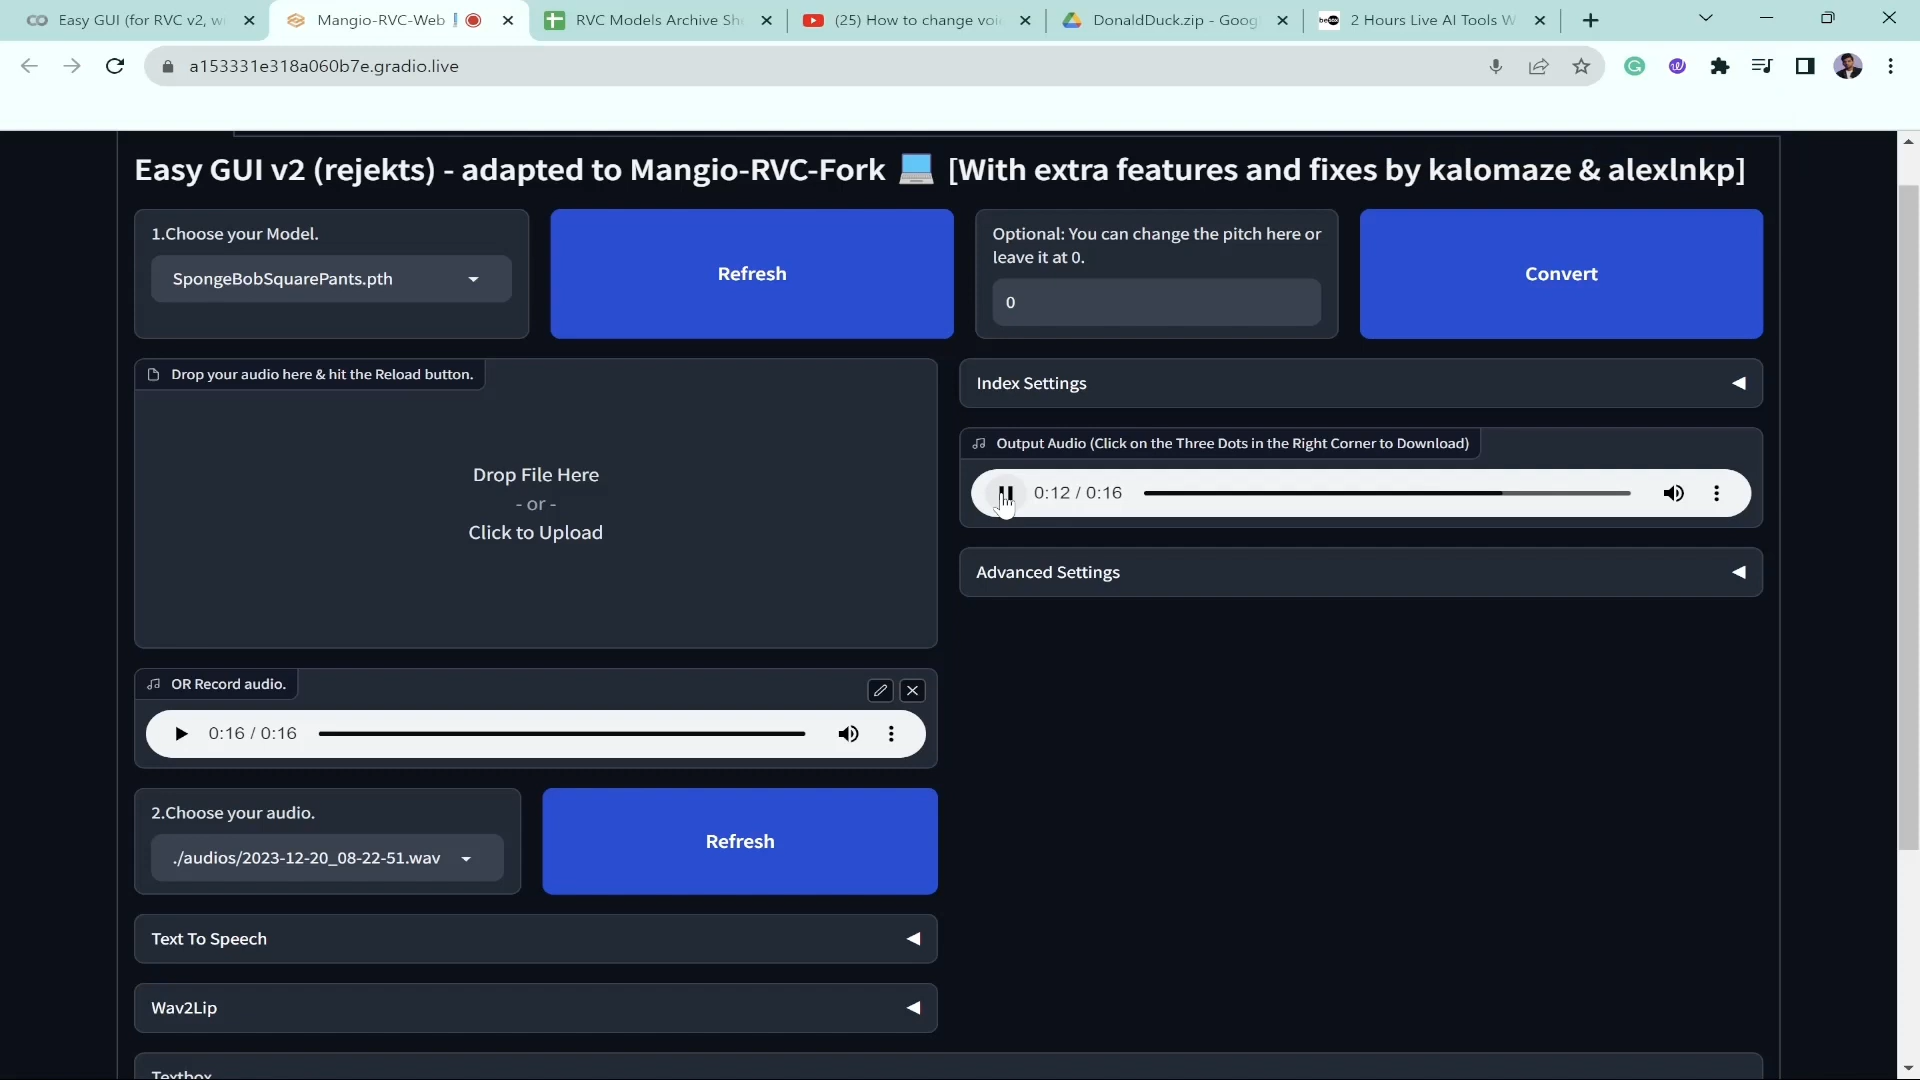 Easy GUI (for RVC v2, w
Mangio-RVC-Web
RVC Models Archive She
(25) How to change voi
DonaldDuck.zip - Goog
2 Hours Live AI Tools W
a153331e318a060b7e.gradio.live
Easy GUI v2 (rejekts) - adapted to Mangio-RVC-Fork 💻 [With extra features and fixes by kalomaze & alexlnkp]
1.Choose your Model.
SpongeBobSquarePants.pth
Refresh
Optional: You can change the pitch here or
leave it at 0.
0
Convert
Drop your audio here & hit the Reload button.
Drop File Here
- or -
Click to Upload
Index Settings
Output Audio (Click on the Three Dots in the Right Corner to Download)
0:12 / 0:16
Advanced Settings
OR Record audio.
0:16 / 0:16
2.Choose your audio.
./audios/2023-12-20_08-22-51.wav
Refresh
Text To Speech
Wav2Lip
Textbox